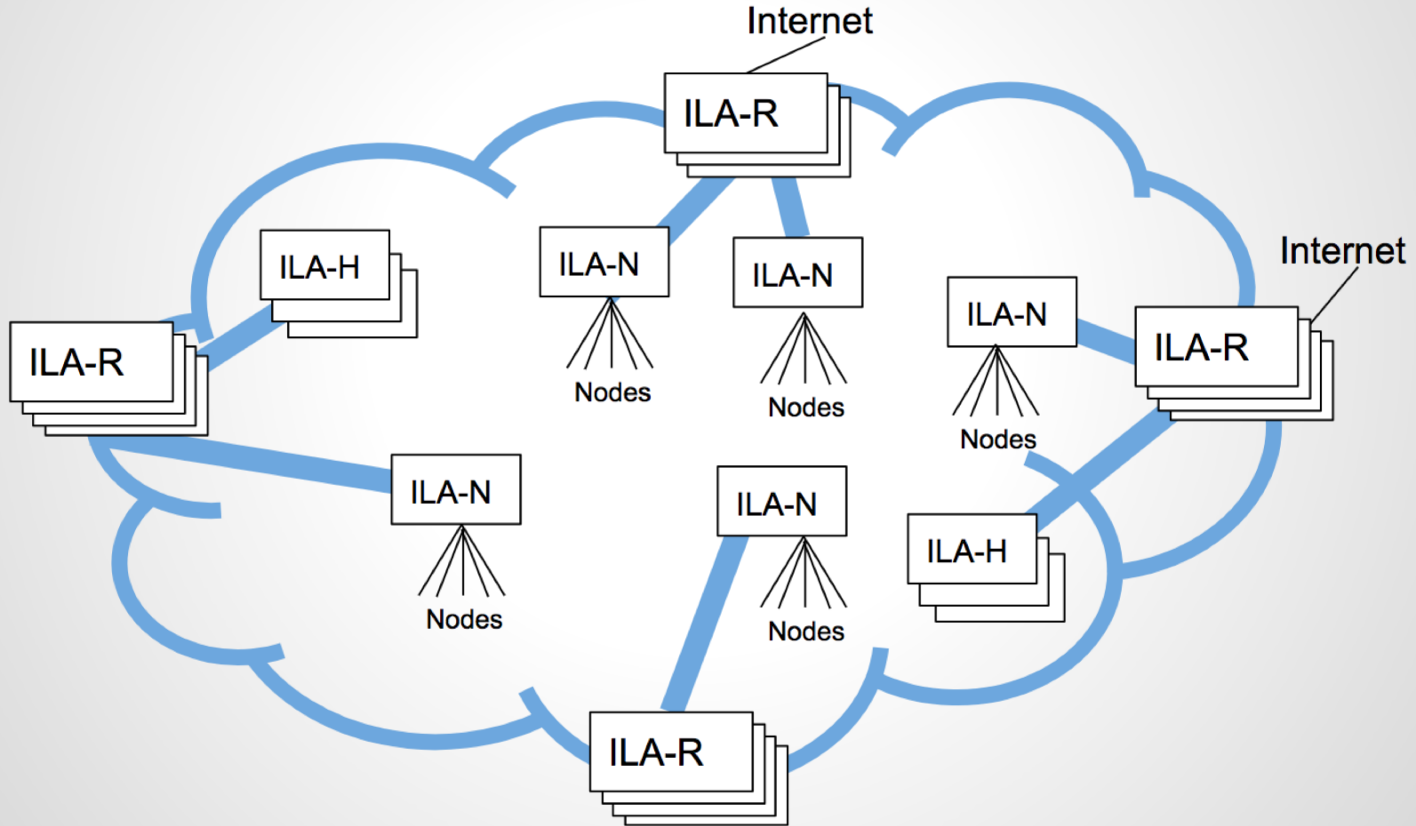 Internet
ILA-R
ILA-H
ILA-N
ILA-N
Internet
ILA-N
ILA-R
ILA-R
Nodes
Nodes
Nodes
ILA-N
ILA-N
ILA-H
Nodes
Nodes
ILA-R